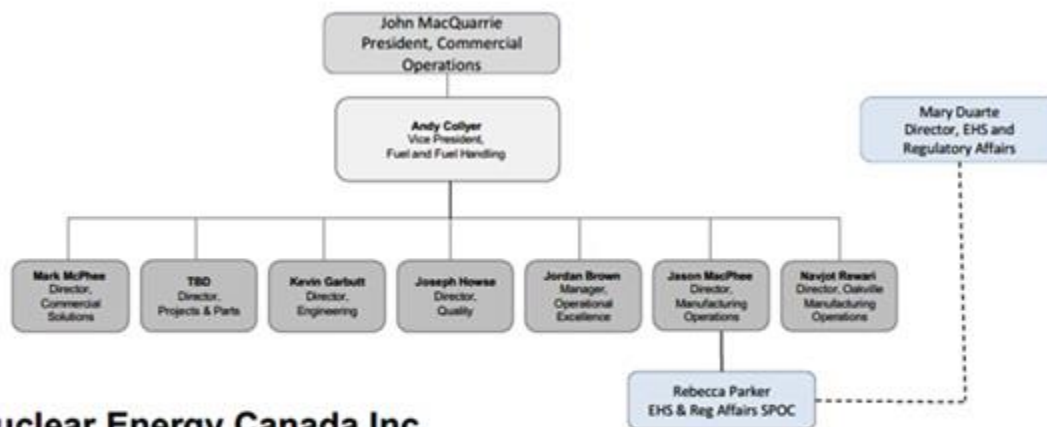 John MacQuarrie
President, Commercial
Operations
Andy Collyer
Vice President,
Fuel and Fuel Handling
Mary Duarte
Director, EHS and
Regulatory Affairs
Mark McPhee
Director,
Commercial
Solutions
TBD
Director,
Projects & Parts
Kevin Garbutt
Director,
Engineering
Joseph Howse
Director,
Quality
Jordan Brown
Manager,
Operational
Excellence
Jason MacPhee
Director,
Manufacturing
Operations
Navjot Rawari
Director, Oakville
Manufacturing
Operations
Rebecca Parker
EHS & Reg Affairs SPOC
Energy Canada Inc